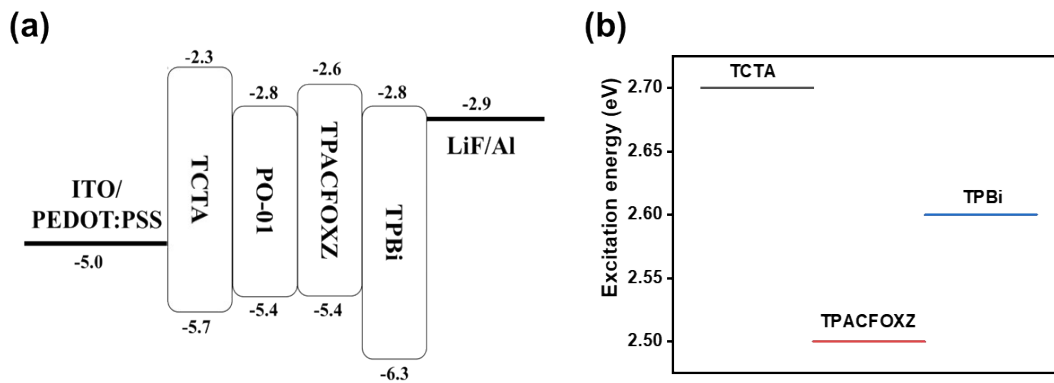 (a)
-2.3
-2.8
-2.6
-2.8
-2.9
TCTA
PO-01
TPACFOXZ
TPBi
LiF/Al
ITO/
PEDOT:PSS
-5.0
-5.7
-5.4
-5.4
-6.3
(b)
Excitation energy (eV)
2.70
2.65
2.60
2.55
2.50
TCTA
TPBi
TPACFOXZ